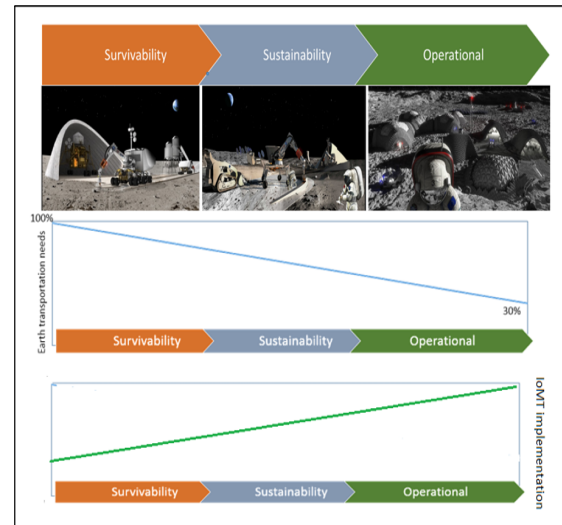 Survivability
Sustainability
Operational
100%
Earth transportation needs
30%
Survivability
Sustainability
Operational
IoMT implementation
Survivability
Sustainability
Operational